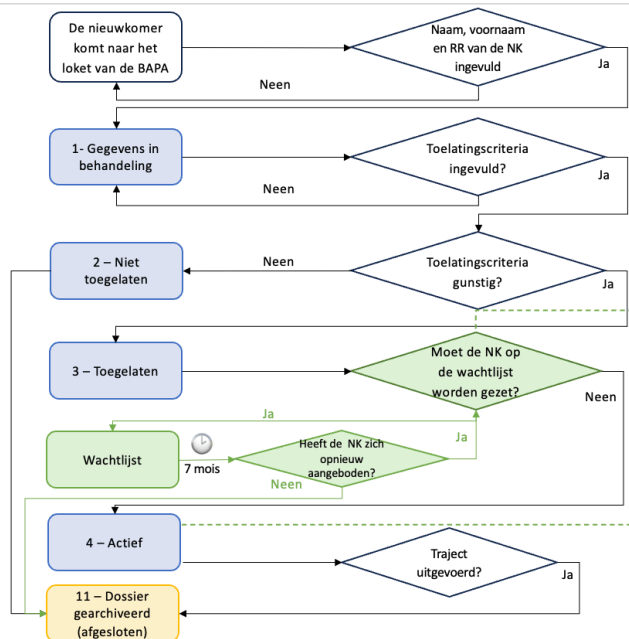 De nieuwkomer
komt naar het
loket van de BAPA
Naam, voornaam
en RR van de NK
ingevuld
Ja
Neen
1- Gegevens in
behandeling
Toelatingscriteria
ingevuld?
Ja
Neen
2 – Niet
toegelaten
Neen
Toelatingscriteria
gunstig?
Ja
3 – Toegelaten
Moet de NK op
de wachtlijst
worden gezet?
Neen
Ja
Wachtlijst
7 mois
Heeft de NK zich
opnieuw
aangeboden?
Ja
Neen
4 – Actief
Traject
uitgevoerd?
Ja
11 – Dossier
gearchiveerd
(afgesloten)